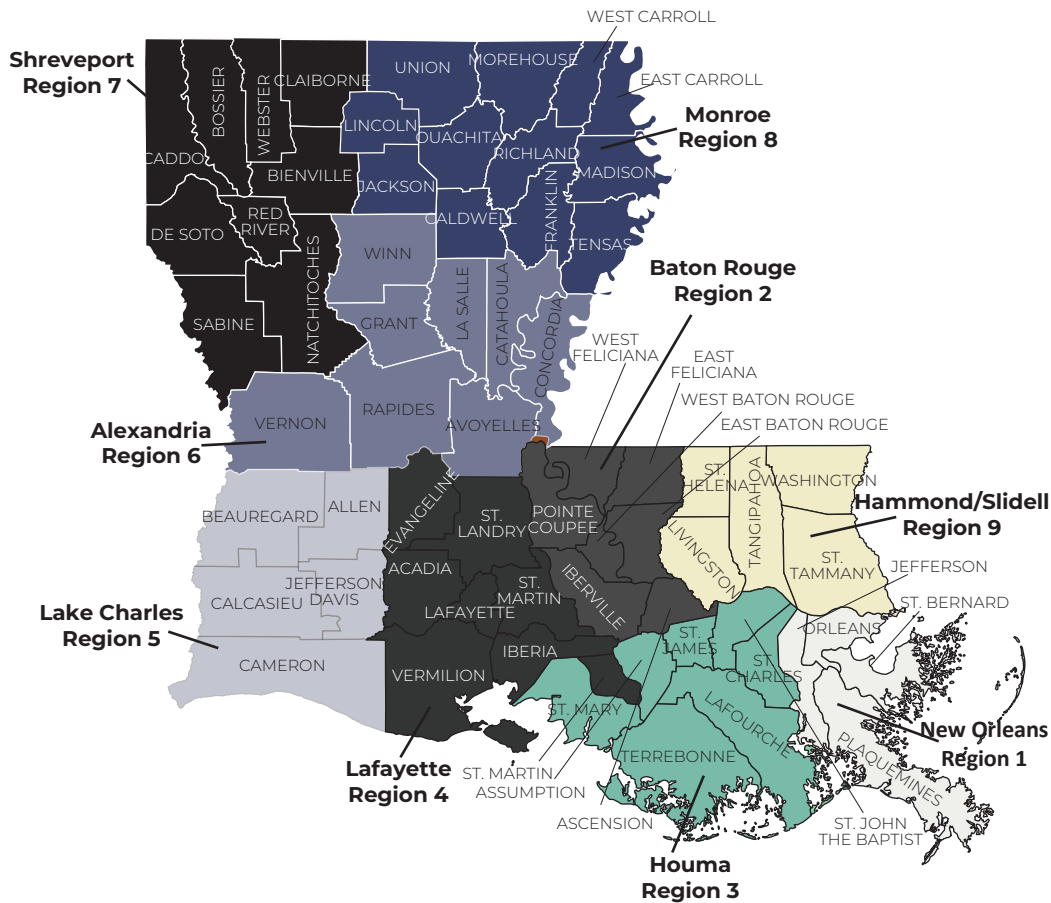 WEST CARROLL
Shreveport
Region 7
CLAIBORNE
UNION
MOREHOUSE
EAST CARROLL
BOSSIER
WEBSTER
Monroe
Region 8
LINCOLN
OUACHITA
RICHLAND
CADDO
BIENVILLE
JACKSON
MADISON
FRANKLIN
RED
RIVER
CALDWELL
DE SOTO
TENSAS
WINN
NATCHITOCHES
LA SALLE
CATAHOULA
Baton Rouge
Region 2
SABINE
GRANT
CONCORDIA
WEST
FELICIANA
EAST
FELICIANA
WEST BATON ROUGE
EAST BATON ROUGE
VERNON
RAPIDES
AVOYELLES
Alexandria
Region 6
ST.
HELENA
TANGIPAHOA
WASHINGTON
BEAUREGARD
ALLEN
EVANGELINE
ST.
LANDRY
POINTE
COUPEE
Hammond/Slidell
Region 9
LIVINGSTON
ST.
TAMMANY
ACADIA
IBERVILLE
JEFFERSON
CALCASIEU
JEFFERSON
DAVIS
LAFAYETTE
ST.
MARTIN
ST. BERNARD
Lake Charles
Region 5
ORLEANS
ST.
JAMES
CAMERON
VERMILION
IBERIA
ST.
CHARLES
ST. MARY
LAFOURCHE
New Orleans
Region 1
PLAQUEMINES
TERREBONNE
Lafayette
Region 4
ST. MARTIN
ASSUMPTION
ASCENSION
ST. JOHN
THE BAPTIST
Houma
Region 3